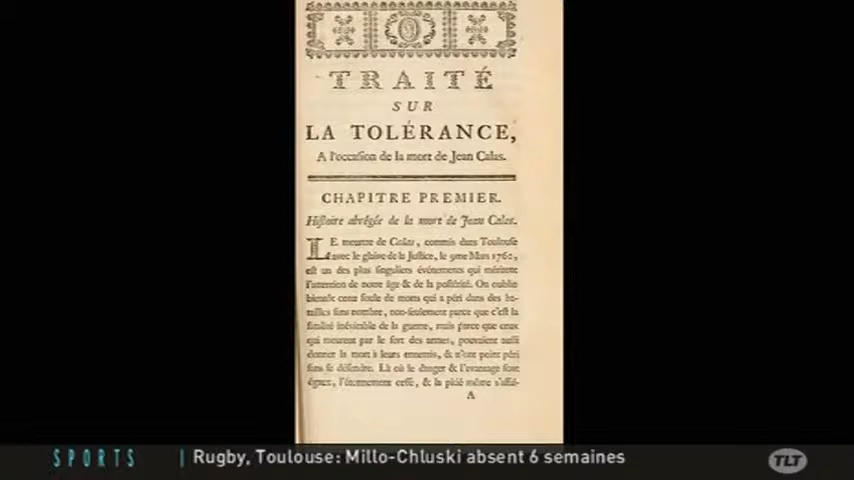 TRAITÉ
SUR
LA TOLÉRANCE,
A l'occasion de la mort de Jean Calas.
CHAPITRE PREMIER.
Histoire abrégée de la mort de Jean Calas.
LE meurtre de Calas, commis dans Toulouse
avec le glaive de la Justice, le 9me Mars 1762,
est un des plus singuliers événements qui méritent
l'attention de notre âge & de la postérité. On oublie
bientôt cette foule de morts qui a péri dans des ba-
tailles sans nombre, non-seulement parce que c'est la
fatalité inévitable de la guerre, mais parce que ceux
qui meurent par le sort des armes, pouvaient aussi
donner la mort à leurs ennemis, & n'ont point péri
sans se défendre. Là où le danger & l'avantage sont
égaux, l'étonnement cesse, & la pitié même s'affai-
A
SPORTS | Rugby, Toulouse: Millo-Chluski absent 6 semaines
TLT